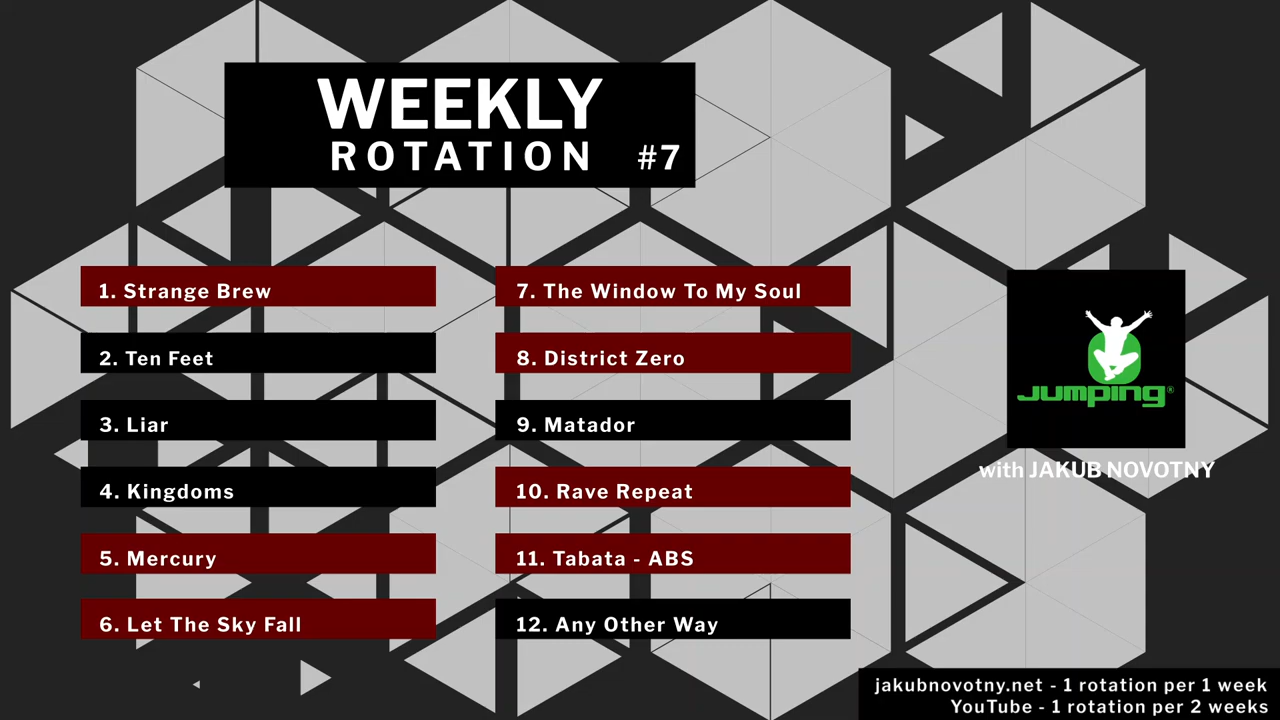 WEEKLY
ROTATION #7
1. Strange Brew
2. Ten Feet
3. Liar
4. Kingdoms
5. Mercury
6. Let The Sky Fall
7. The Window To My Soul
8. District Zero
9. Matador
10. Rave Repeat
11. Tabata - ABS
12. Any Other Way
Jumping®
with JAKUB NOVOTNY
jakubnovotny.net - 1 rotation per 1 week
YouTube - 1 rotation per 2 weeks